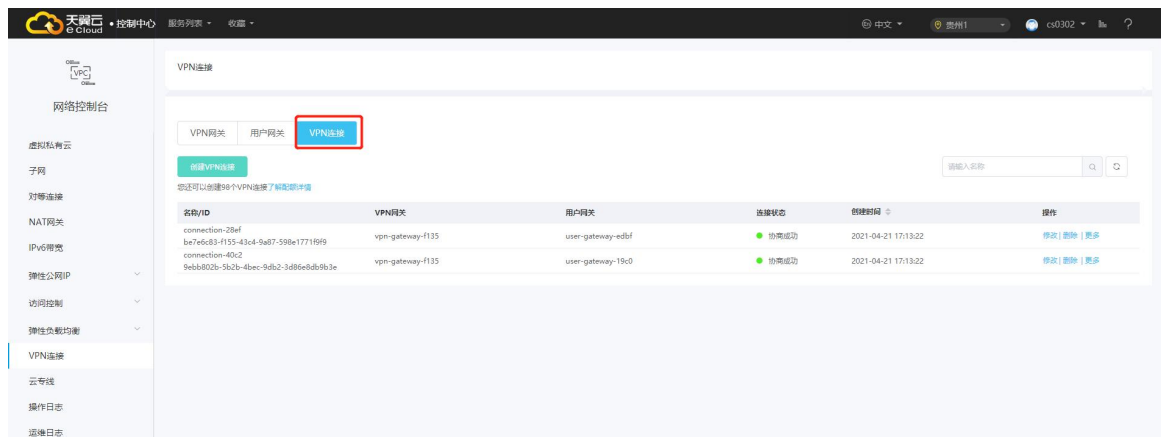 天翼云 e Cloud •控制中心 服务列表 收藏 中文 贵州1 cs0302 ?
VPC
网络控制台
虚拟私有云
子网
对等连接
NAT网关
IPv6带宽
弹性公网IP
访问控制
弹性负载均衡
VPN连接
云专线
操作日志
运维日志
VPN连接
VPN网关 用户网关 VPN连接
创建VPN连接 请输入名称
您还可以创建98个VPN连接了解配额详情
名称/ID VPN网关 用户网关 连接状态 创建时间 操作
connection-28ef
be7e6c83-f155-43c4-9a87-598e1771f9f9 vpn-gateway-f135 user-gateway-edbf 协商成功 2021-04-21 17:13:22 修改 | 删除 | 更多
connection-40c2
9ebb802b-5b2b-4bec-9db2-3d86e8db9b3e vpn-gateway-f135 user-gateway-19c0 协商成功 2021-04-21 17:13:22 修改 | 删除 | 更多